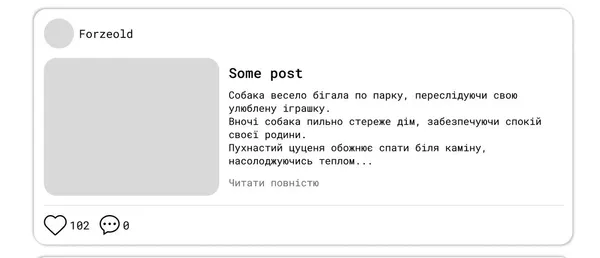 Forzeold
Some post
Собака весело бігала по парку, переслідуючи свою
улюблену іграшку.
Вночі собака пильно стереже дім, забезпечуючи спокій
своєї родини.
Пухнастий цуценя обожнює спати біля каміну,
насолоджуючись теплом...
Читати повністю
102 0